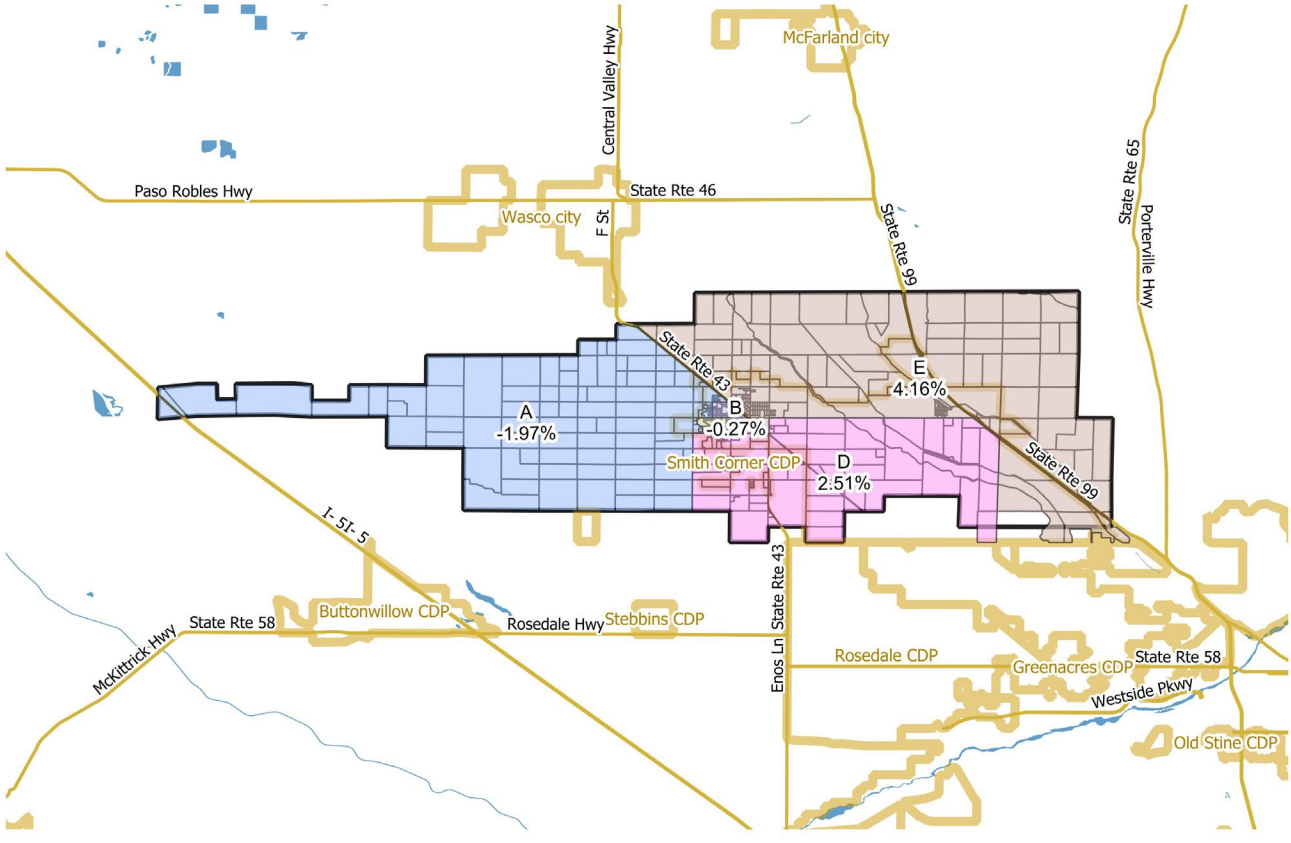 McFarland city
Central Valley Hwy
State Rte 65
Paso Robles Hwy
State Rte 46
Wasco city
F St
State Rte 99
Porterville Hwy
State Rte 43
E
4.16%
A
-1.97%
B
-0.27%
Smith Corner CDP
D
2.51%
State Rte 99
I- 5I- 5
State Rte 43
Buttonwillow CDP
State Rte 58
Rosedale Hwy
Stebbins CDP
McKittrick Hwy
Enos Ln
Rosedale CDP
Greenacres CDP
State Rte 58
Westside Pkwy
Old Stine CDP